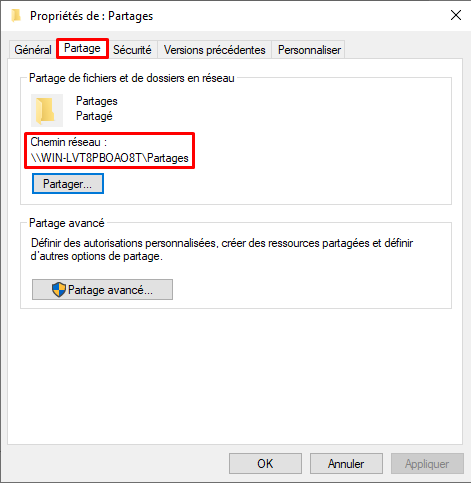 Propriétés de : Partages
Général Partage Sécurité Versions précédentes Personnaliser
Partage de fichiers et de dossiers en réseau
Partages
Partagé
Chemin réseau :
\\WIN-LVT8PBOAO8T\Partages
Partager...
Partage avancé
Définir des autorisations personnalisées, créer des ressources partagées et définir
d'autres options de partage.
Partage avancé...
OK Annuler Appliquer